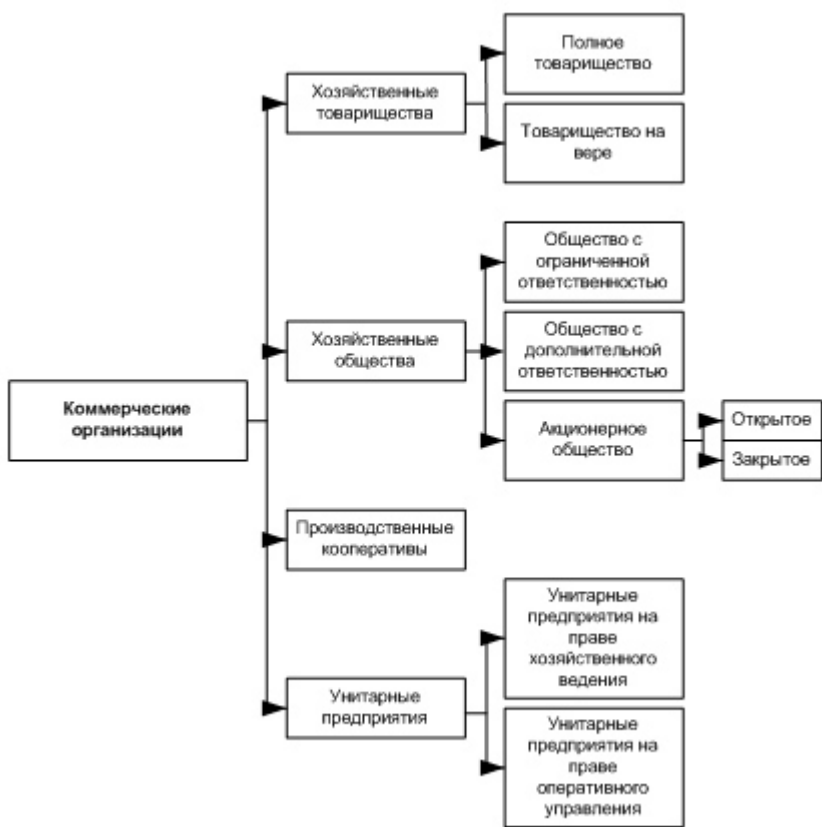 Коммерческие
организации
Хозяйственные
товарищества
Полное
товарищество
Товарищество на
вере
Хозяйственные
общества
Общество с
ограниченной
ответственностью
Общество с
дополнительной
ответственностью
Акционерное
общество
Открытое
Закрытое
Производственные
кооперативы
Унитарные
предприятия
Унитарные
предприятия на
праве
хозяйственного
ведения
Унитарные
предприятия на
праве
оперативного
управления